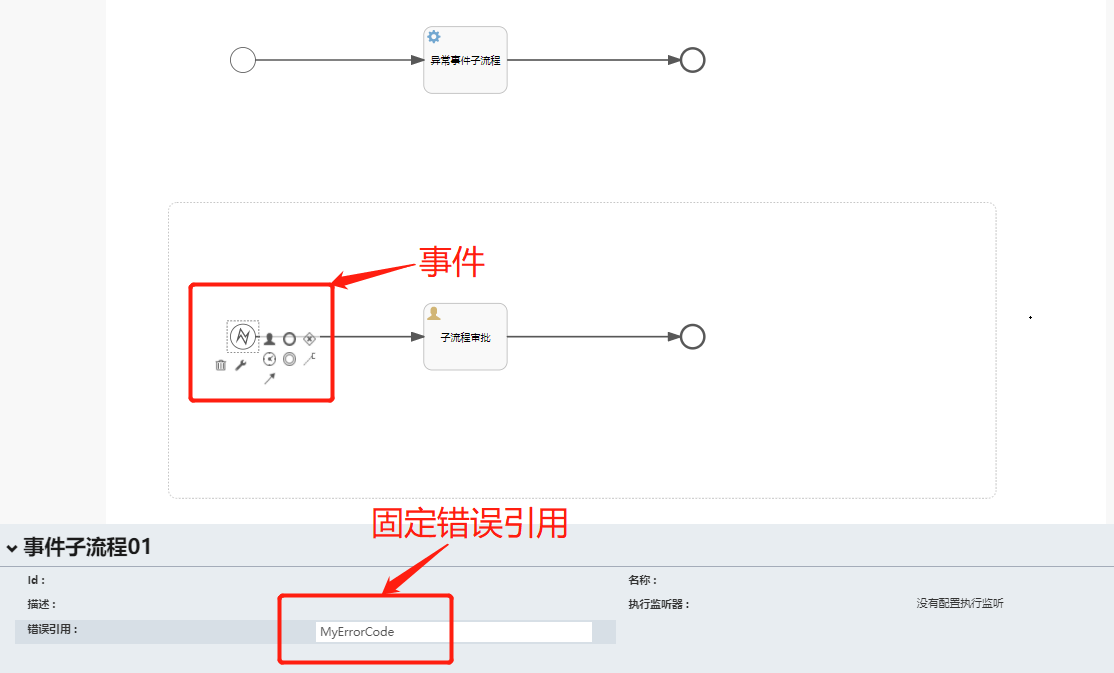 异常事件子流程
事件
子流程审批
固定错误引用
事件子流程01
Id :
名称 :
描述 :
执行监听器 :
没有配置执行监听
错误引用 :
MyErrorCode